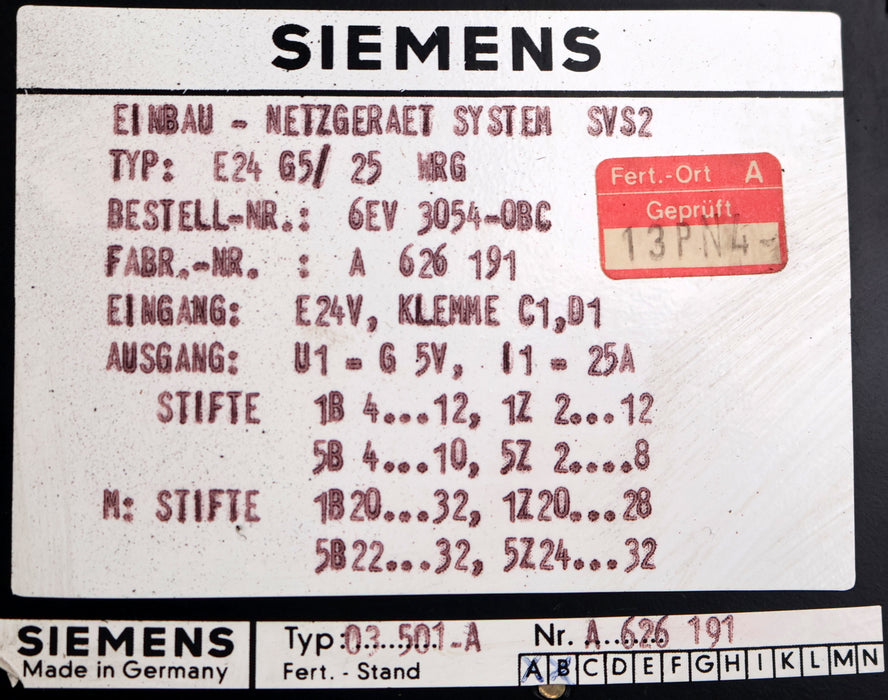 SIEMENS
EINBAU - NETZGERAET SYSTEM SVS2
TYP: E24 G5/ 25 WRG
BESTELL-NR.: 6EV 3054-0BC
FABR.-NR. : A 626 191
EINGANG: E24V, KLEMME C1,D1
AUSGANG: U1 = G 5V, I1 = 25A
STIFTE 1B 4...12, 1Z 2...12
5B 4...10, 5Z 2....8
M: STIFTE 1B20...32, 1Z20...28
5B22...32, 5Z24...32
Fert.-Ort A
Geprüft
13PN4-
SIEMENS
Made in Germany
Typ:03.501-A Nr. A 626 191
Fert. - Stand A B C D E F G H I K L M N